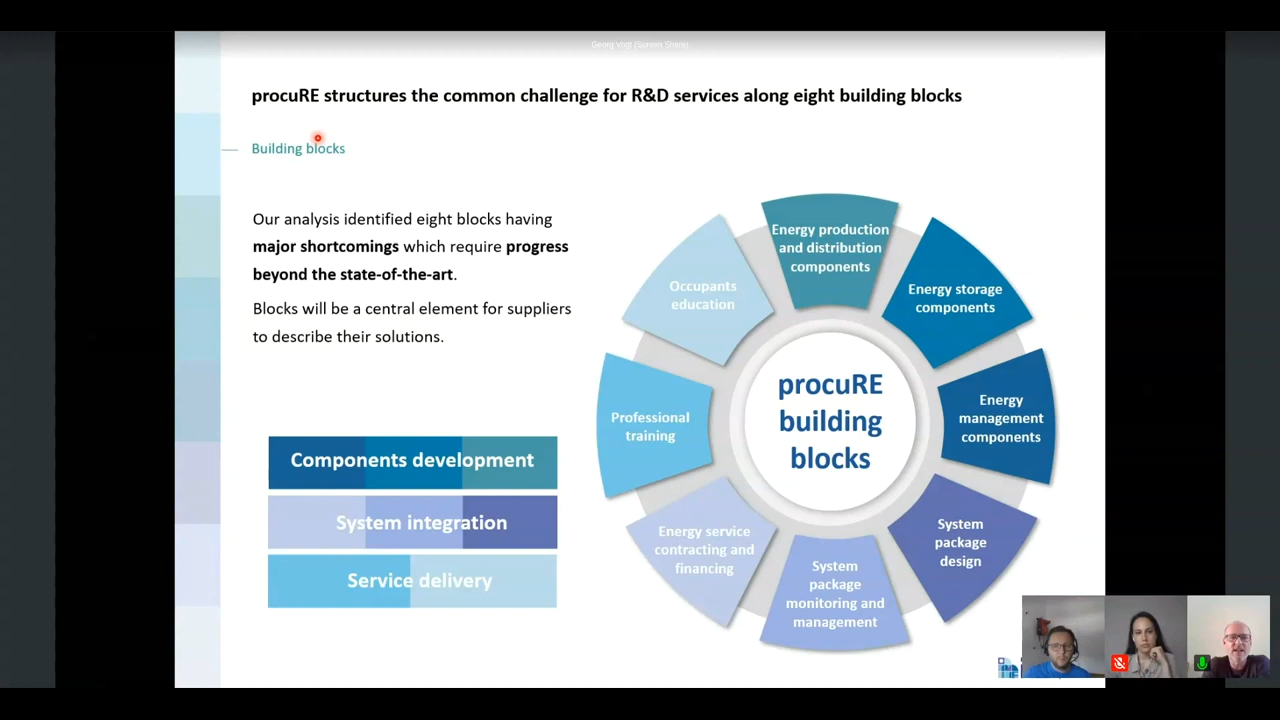 Georg Vogt (Screen Share)
procuRE structures the common challenge for R&D services along eight building blocks
Building blocks
Our analysis identified eight blocks having
major shortcomings which require progress
beyond the state-of-the-art.
Blocks will be a central element for suppliers
to describe their solutions.
Components development
System integration
Service delivery
Energy production
and distribution
components
Energy storage
components
Energy
management
components
System
package
design
System
package
monitoring and
management
Energy service
contracting and
financing
Professional
training
Occupants
education
procuRE
building
blocks